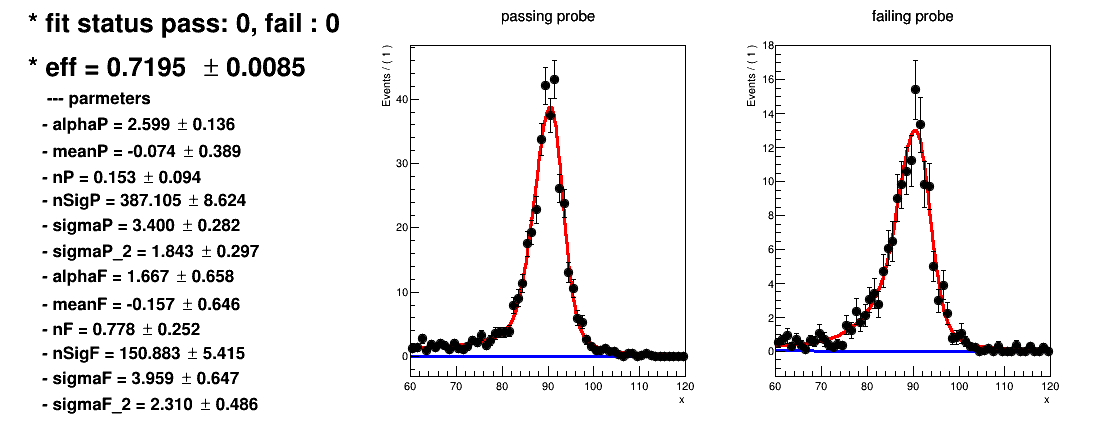 * fit status pass: 0, fail : 0
* eff = 0.7195 ± 0.0085
--- parmeters
- alphaP = 2.599 ± 0.136
- meanP = -0.074 ± 0.389
- nP = 0.153 ± 0.094
- nSigP = 387.105 ± 8.624
- sigmaP = 3.400 ± 0.282
- sigmaP_2 = 1.843 ± 0.297
- alphaF = 1.667 ± 0.658
- meanF = -0.157 ± 0.646
- nF = 0.778 ± 0.252
- nSigF = 150.883 ± 5.415
- sigmaF = 3.959 ± 0.647
- sigmaF_2 = 2.310 ± 0.486
passing probe
Events / ( 1 )
40
30
20
10
0
60 70 80 90 100 110 120
x
failing probe
Events / ( 1 )
18
16
14
12
10
8
6
4
2
0
60 70 80 90 100 110 120
x